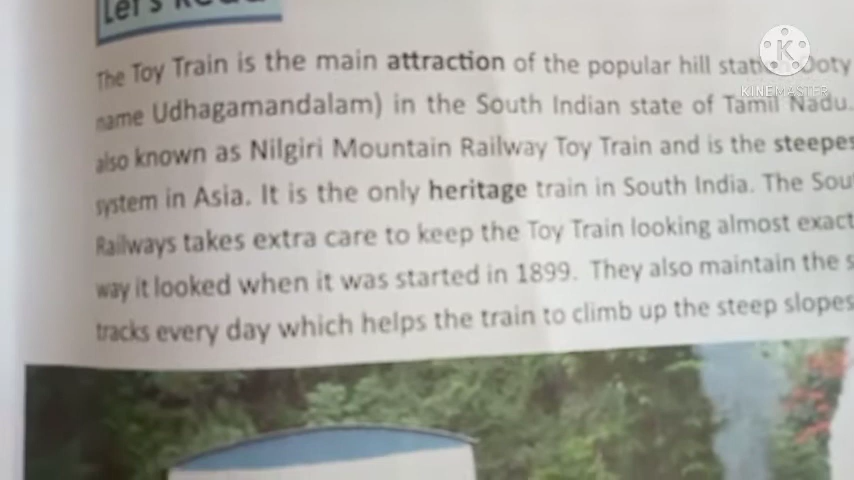 Let's Read
The Toy Train is the main attraction of the popular hill Ooty
name Udhagamandalam) in the South Indian state of Tamil Nadu.
also known as Nilgiri Mountain Railway Toy Train and is the steepes
system in Asia. It is the only heritage train in South India. The Sou
Railways takes extra care to keep the Toy Train looking almost exact
way it looked when it was started in 1899. They also maintain the s
tracks every day which helps the train to climb up the steep slopes
K
KINEMASTER